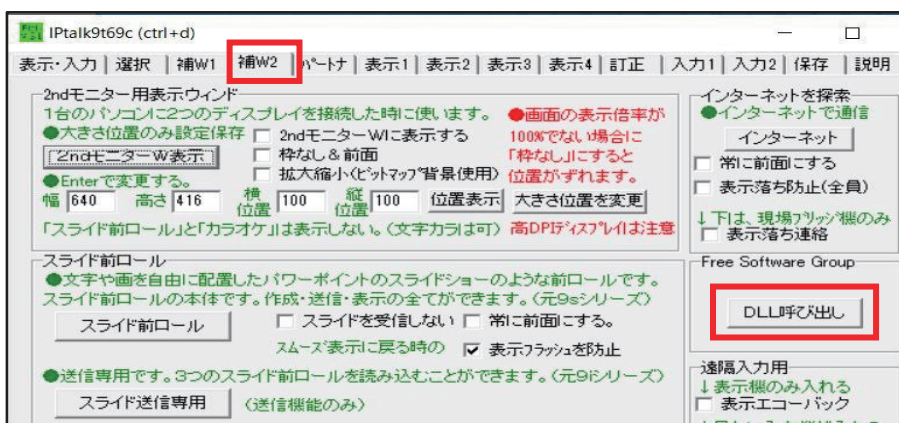 IPtalk9t69c (ctrl+d)
表示・入力 選択 補W1 補W2 パートナ 表示1 表示2 表示3 表示4 訂正 入力1 入力2 保存 説明
2ndモニター用表示ウィンド
1台のパソコンに2つのディスプレイを接続した時に使います。
●大きさ位置のみ設定保存
2ndモニターWに表示する
2ndモニターW表示
枠なし&前面
拡大縮小(ビットマップ背景使用)
●画面の表示倍率が
100%でない場合に
「枠なし」にすると
位置がずれます。
●Enterで変更する。
幅 640 高さ 416 横位置 100 縦位置 100 位置表示 大きさ位置を変更
「スライド前ロール」と「カラオケ」は表示しない。(文字カラは可) 高DPIディスプレイは注意
スライド前ロール
●文字や画を自由に配置したパワーポイントのスライドショーのような前ロールです。
スライド前ロールの本体です。作成・送信・表示の全てができます。(元9sシリーズ)
スライド前ロール
スライドを受信しない 常に前面にする。
スムーズ表示に戻る時の 表示フラッシュを防止
●送信専用です。3つのスライド前ロールを読み込むことができます。(元9iシリーズ)
スライド送信専用 (送信機能のみ)
インターネットを探索
●インターネットで通信
インターネット
常に前面にする
表示落ち防止(全員)
↓下は、現場ブリッジ機のみ
表示落ち連絡
Free Software Group
DLL呼び出し
遠隔入力用
↓表示機のみ入れる
表示エコーバック